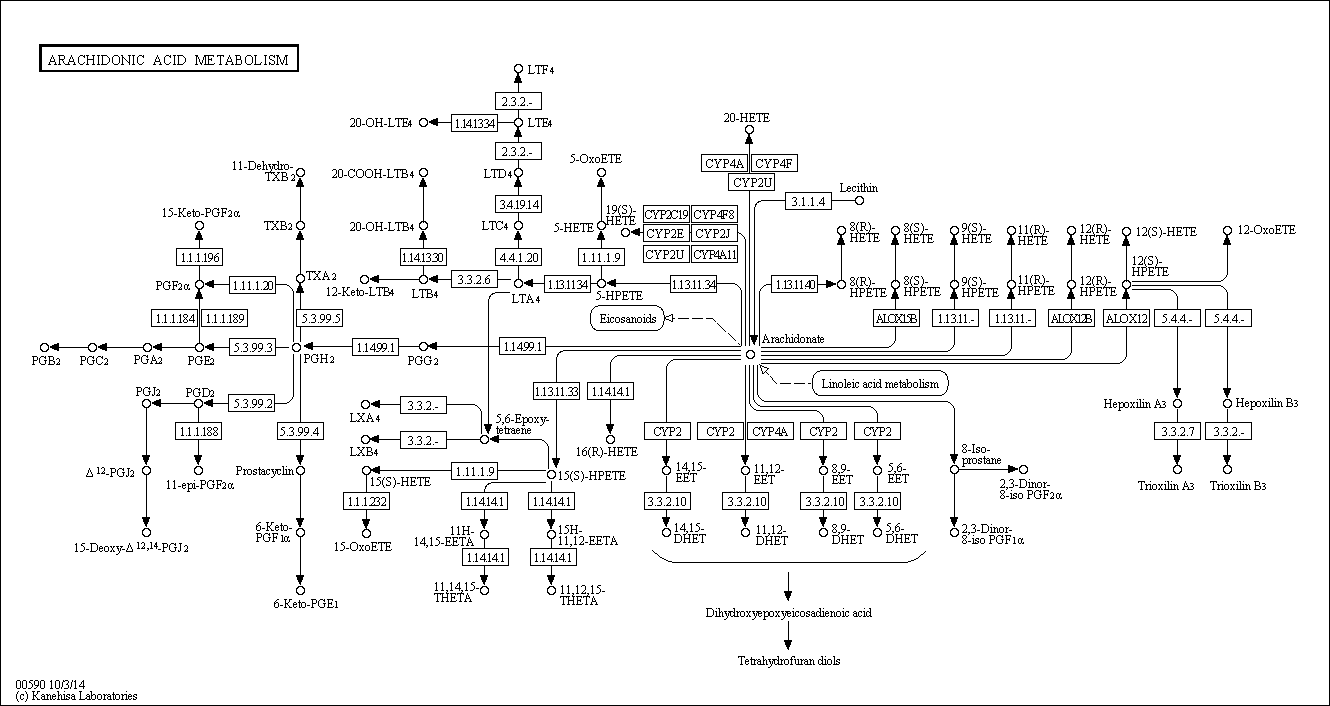 ARACHIDONIC ACID METABOLISM
LTF4
2.3.2.-
20-OH-LTE4
1.14.13.34
LTE4
20-HETE
2.3.2.-
11-Dehydro-
TXB2
20-COOH-LTB4
LTD4
5-OxoETE
CYP4A
CYP4F
CYP2U
Lecithin
3.1.1.4
15-Keto-PGF2α
3.4.19.14
19(S)-
HETE
CYP2C19
CYP4F8
TXB2
20-OH-LTB4
LTC4
5-HETE
CYP2E
CYP2J
CYP2U
CYP4A11
8(R)-
HETE
8(S)-
HETE
9(S)-
HETE
11(R)-
HETE
12(R)-
HETE
12(S)-HETE
12-OxoETE
1.1.1.196
1.14.13.30
4.4.1.20
1.11.1.9
TXA2
PGF2α
1.11.1.20
12-Keto-LTB4
LTB4
3.3.2.6
LTA4
1.13.11.34
5-HPETE
1.13.11.34
1.13.11.40
8(R)-
HPETE
8(S)-
HPETE
9(S)-
HPETE
11(R)-
HPETE
12(R)-
HPETE
12(S)-
HPETE
1.1.1.184
1.1.1.189
5.3.99.5
Eicosanoids
ALOX15B
1.13.11.-
1.13.11.-
ALOX12B
ALOX12
5.4.4.-
5.4.4.-
Arachidonate
PGB2
PGC2
PGA2
PGE2
5.3.99.3
PGH2
1.14.99.1
PGG2
1.14.99.1
Linoleic acid metabolism
PGJ2
PGD2
5.3.99.2
LXA4
3.3.2.-
1.13.11.33
1.14.14.1
Hepoxilin A3
Hepoxilin B3
5,6-Epoxy-
tetraene
1.1.1.188
5.3.99.4
LXB4
3.3.2.-
16(R)-HETE
CYP2
CYP2
CYP4A
CYP2
CYP2
3.3.2.7
3.3.2.-
8-Iso-
prostane
Δ12-PGJ2
11-epi-PGF2α
Prostacyclin
15(S)-HETE
1.11.1.9
15(S)-HPETE
14,15-
EET
11,12-
EET
8,9-
EET
5,6-
EET
2,3-Dinor-
8-iso PGF2α
Trioxilin A3
Trioxilin B3
1.1.1.232
1.14.14.1
1.14.14.1
3.3.2.10
3.3.2.10
3.3.2.10
3.3.2.10
15-Deoxy-Δ12,14-PGJ2
6-Keto-
PGF1α
15-OxoETE
11H-
14,15-EETA
15H-
11,12-EETA
14,15-
DHET
11,12-
DHET
8,9-
DHET
5,6-
DHET
2,3-Dinor-
8-iso PGF1α
1.14.14.1
1.14.14.1
6-Keto-PGE1
11,14,15-
THETA
11,12,15-
THETA
Dihydroxyepoxyeicosadienoic acid
Tetrahydrofuran diols
00590 10/3/14
(c) Kanehisa Laboratories